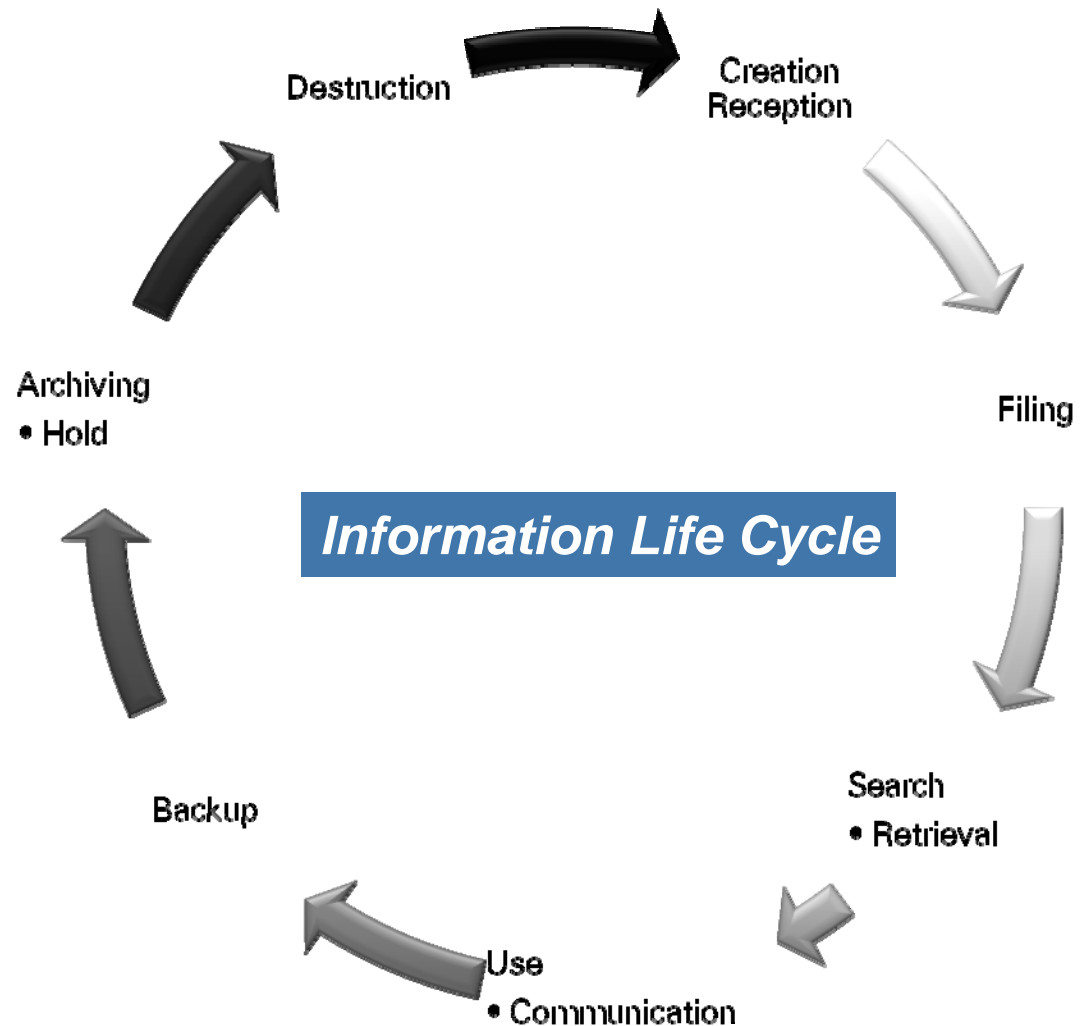 Destruction
Creation
Reception
Filing
Search
• Retrieval
Use
• Communication
Backup
Archiving
• Hold
Information Life Cycle